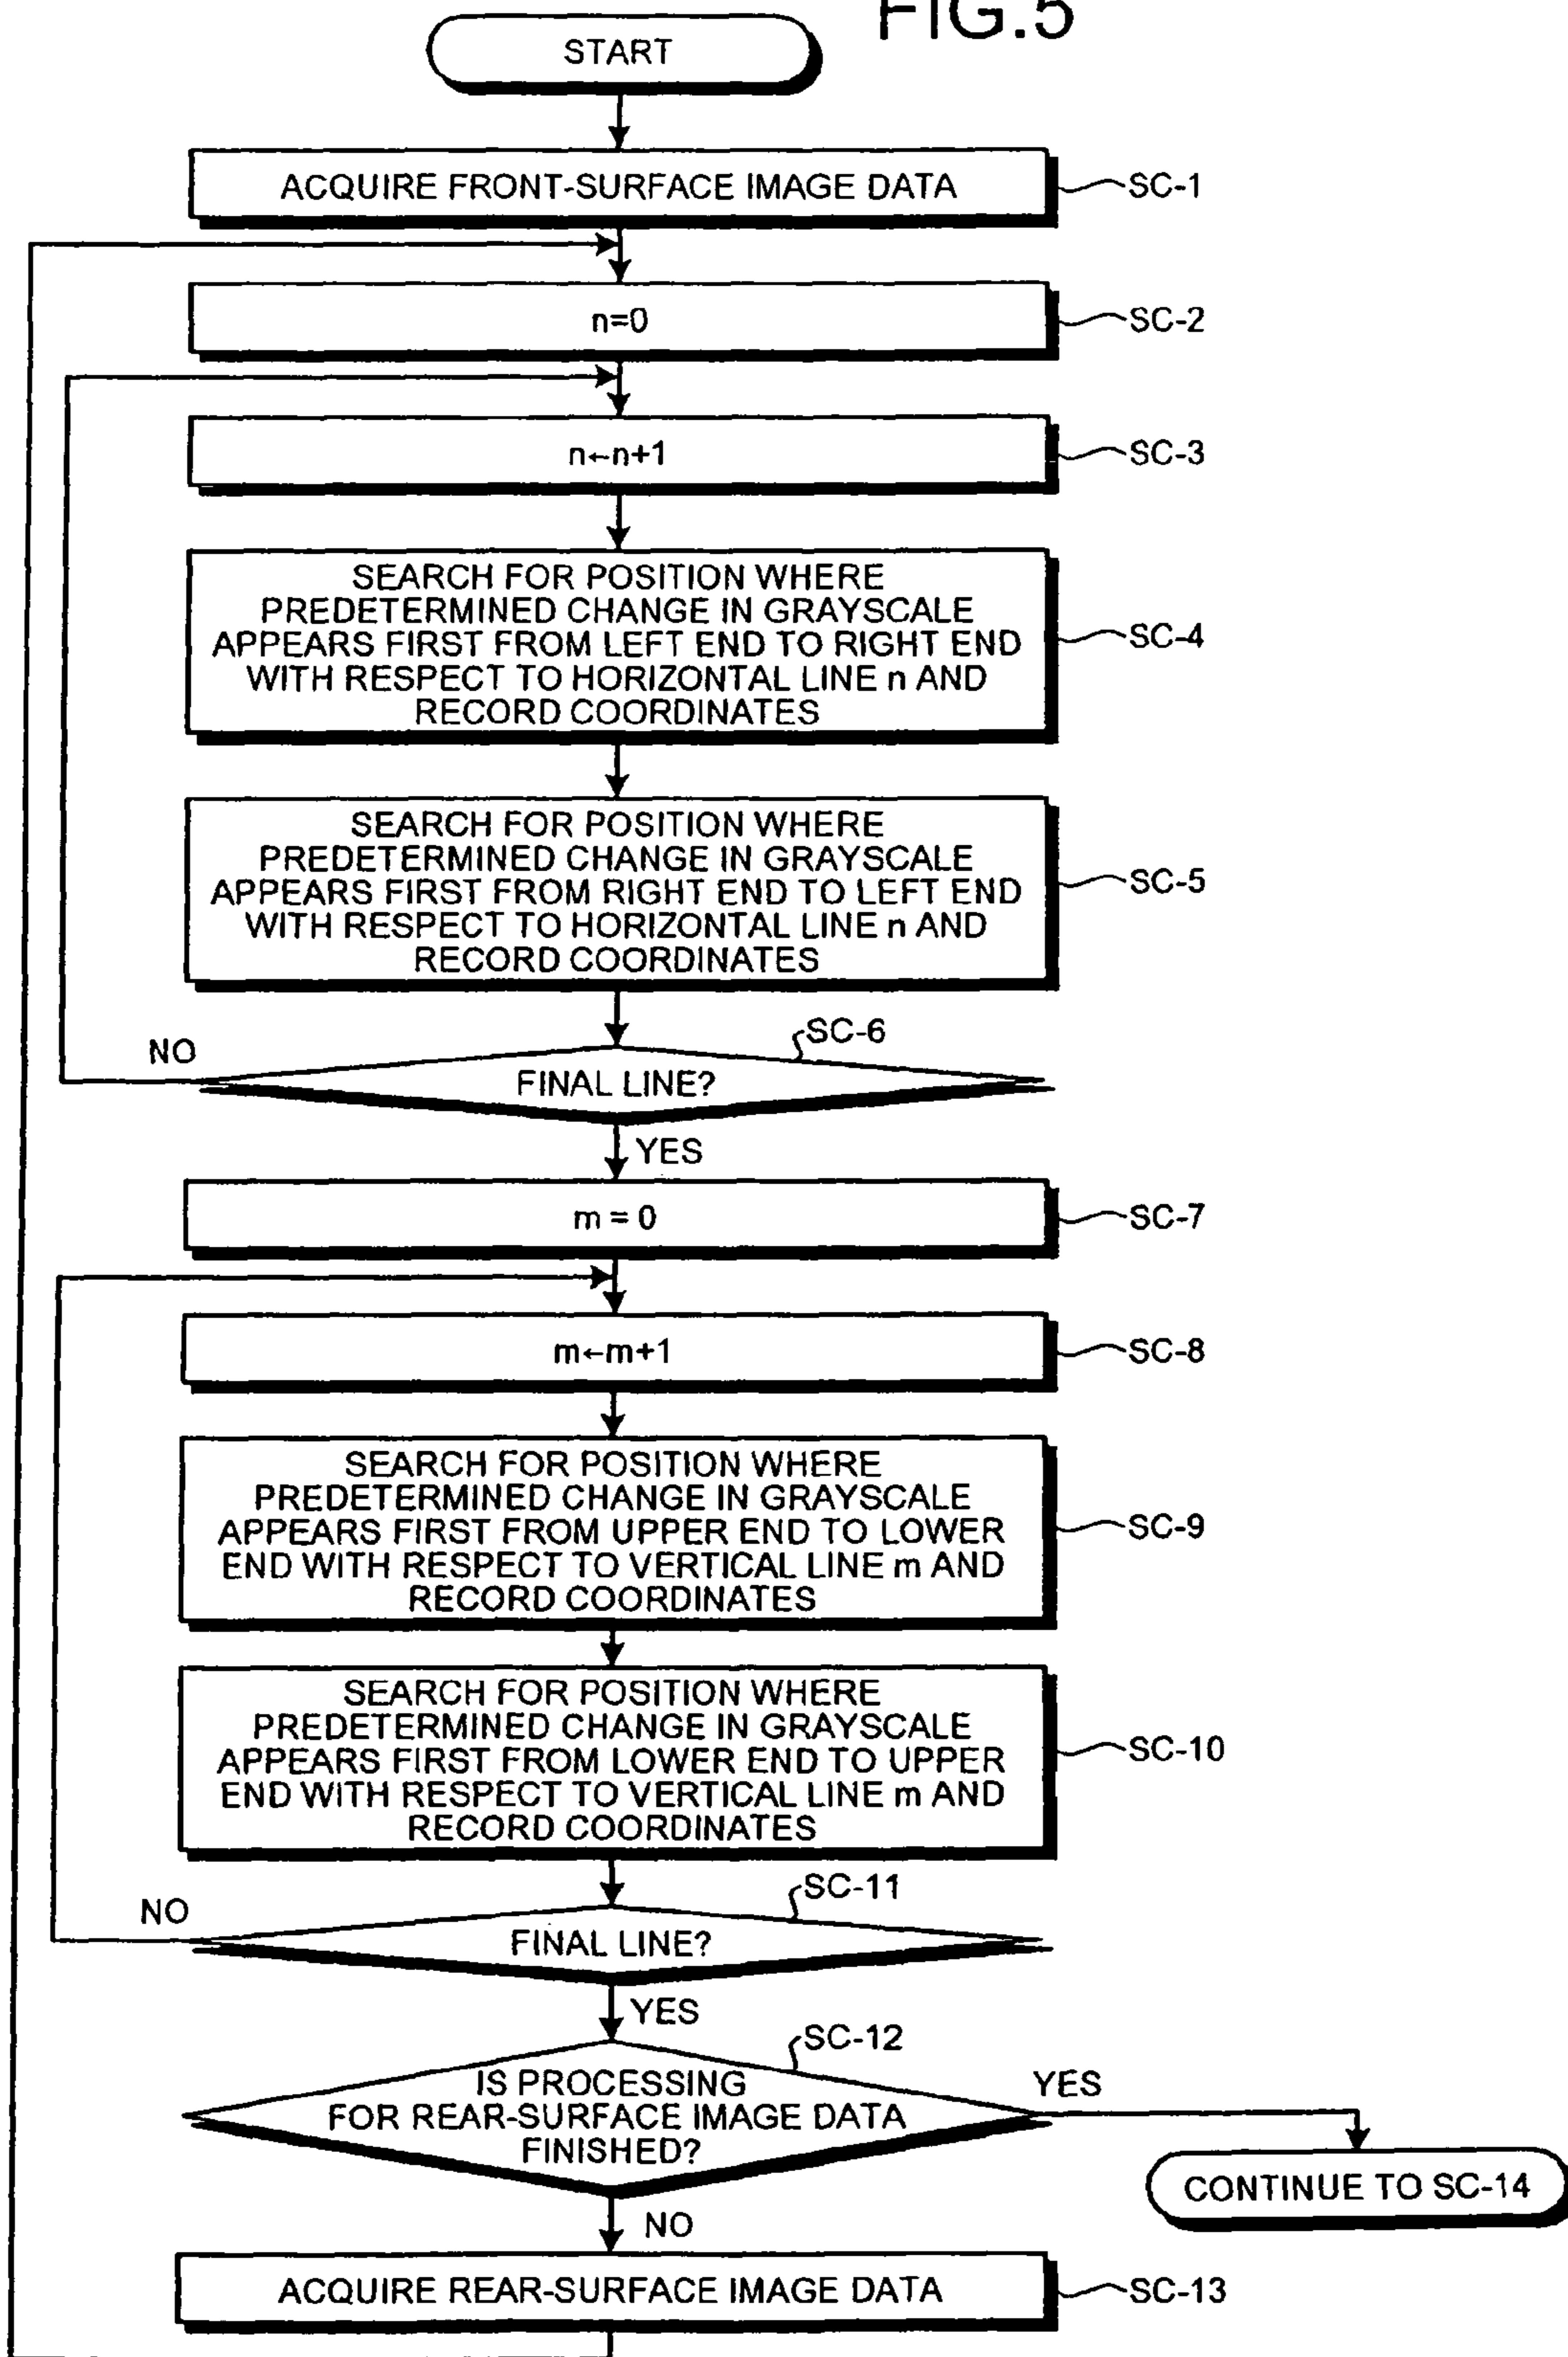 FIG.5
START
ACQUIRE FRONT-SURFACE IMAGE DATA
SC-1
n=0
SC-2
n←n+1
SC-3
SEARCH FOR POSITION WHERE
PREDETERMINED CHANGE IN GRAYSCALE
APPEARS FIRST FROM LEFT END TO RIGHT END
WITH RESPECT TO HORIZONTAL LINE n AND
RECORD COORDINATES
SC-4
SEARCH FOR POSITION WHERE
PREDETERMINED CHANGE IN GRAYSCALE
APPEARS FIRST FROM RIGHT END TO LEFT END
WITH RESPECT TO HORIZONTAL LINE n AND
RECORD COORDINATES
SC-5
SC-6
NO
FINAL LINE?
YES
m = 0
SC-7
m←m+1
SC-8
SEARCH FOR POSITION WHERE
PREDETERMINED CHANGE IN GRAYSCALE
APPEARS FIRST FROM UPPER END TO LOWER
END WITH RESPECT TO VERTICAL LINE m AND
RECORD COORDINATES
SC-9
SEARCH FOR POSITION WHERE
PREDETERMINED CHANGE IN GRAYSCALE
APPEARS FIRST FROM LOWER END TO UPPER
END WITH RESPECT TO VERTICAL LINE m AND
RECORD COORDINATES
SC-10
SC-11
NO
FINAL LINE?
YES
SC-12
IS PROCESSING
FOR REAR-SURFACE IMAGE DATA
FINISHED?
YES
CONTINUE TO SC-14
NO
ACQUIRE REAR-SURFACE IMAGE DATA
SC-13